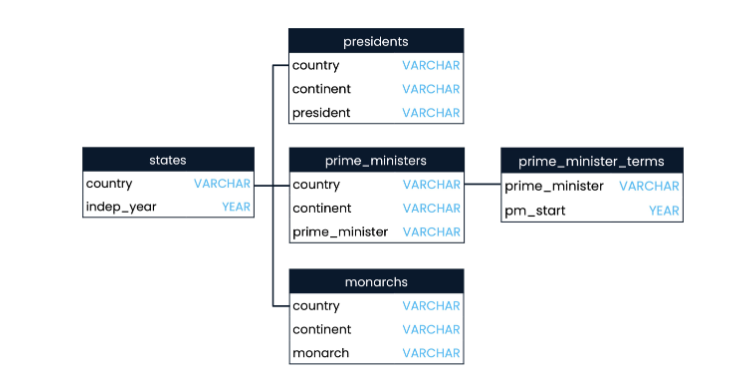 presidents
country VARCHAR
continent VARCHAR
president VARCHAR
states
country VARCHAR
indep_year YEAR
prime_ministers
country VARCHAR
continent VARCHAR
prime_minister VARCHAR
prime_minister_terms
prime_minister VARCHAR
pm_start YEAR
monarchs
country VARCHAR
continent VARCHAR
monarch VARCHAR